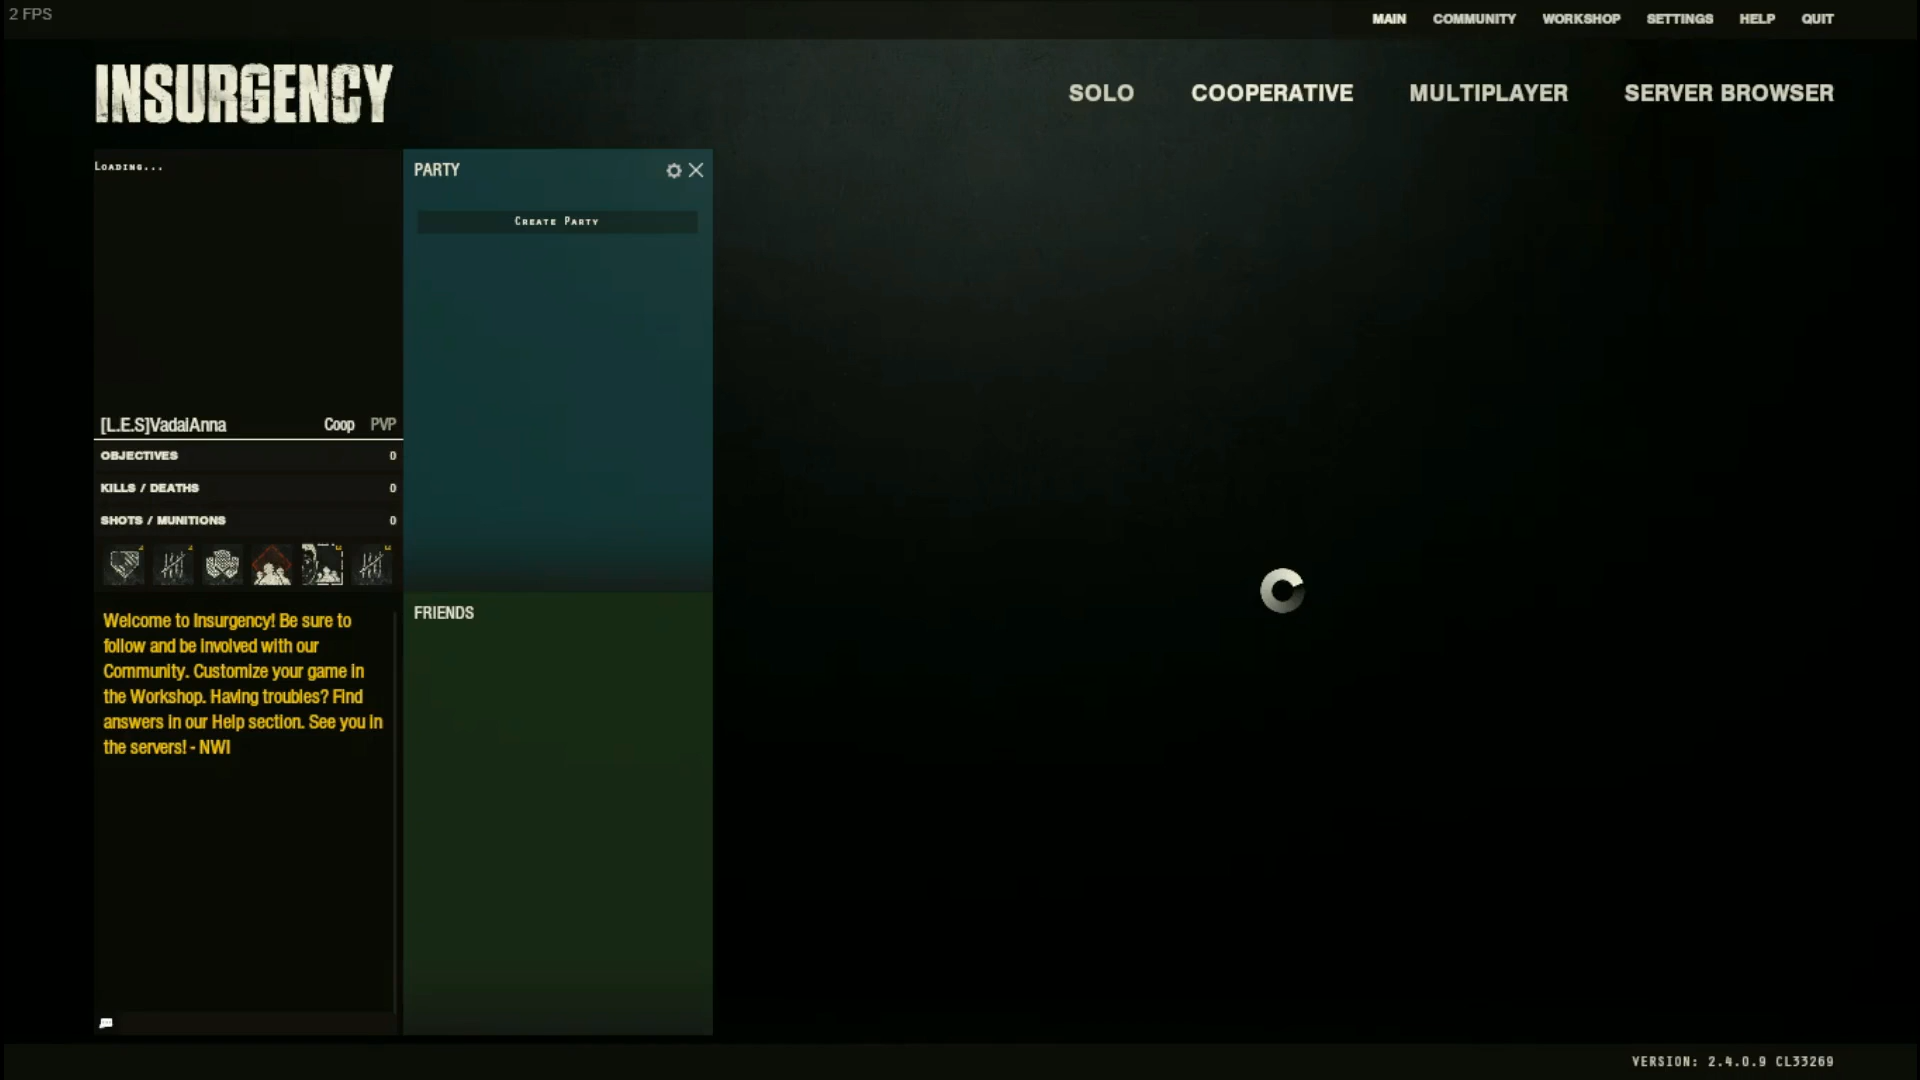 2 FPS
MAIN COMMUNITY WORKSHOP SETTINGS HELP QUIT
INSURGENCY
SOLO COOPERATIVE MULTIPLAYER SERVER BROWSER
Loading...
PARTY
Create Party
[L.E.S]VadaiAnna Coop PVP
OBJECTIVES 0
KILLS / DEATHS 0
SHOTS / MUNITIONS 0
Welcome to Insurgency! Be sure to
follow and be involved with our
Community. Customize your game in
the Workshop. Having troubles? Find
answers in our Help section. See you in
the servers! - NWI
FRIENDS
VERSION: 2.4.0.9 CL33269